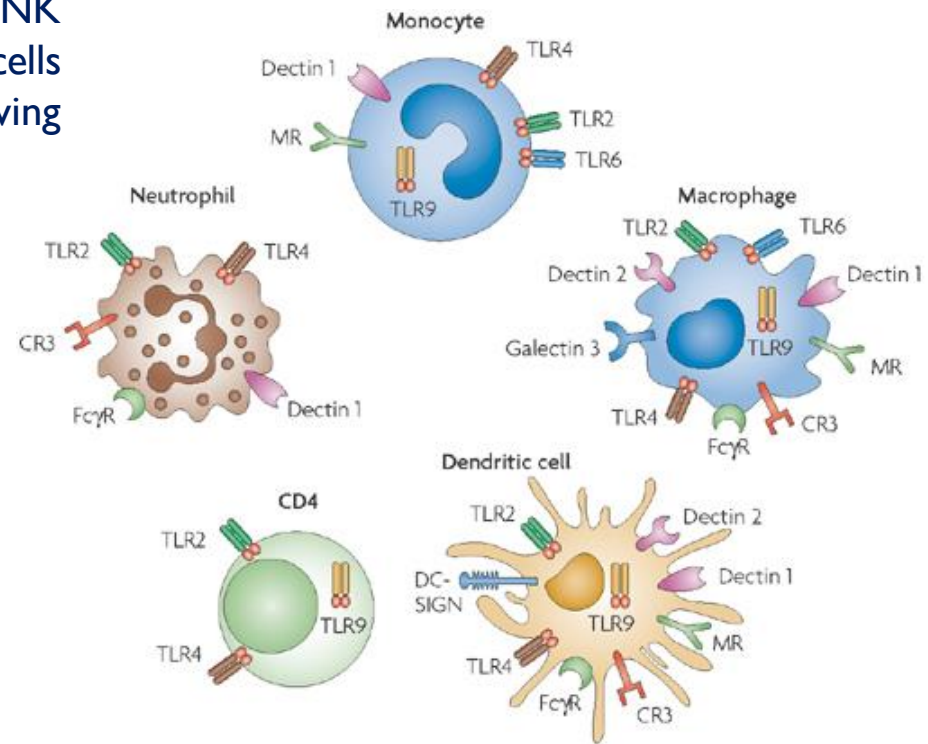 NK
cells
ving
Monocyte
Dectin 1
TLR4
MR
TLR2
TLR6
TLR9
Neutrophil
TLR2
TLR4
CR3
FcγR
Dectin 1
Macrophage
TLR2
TLR6
Dectin 2
Dectin 1
Galectin 3
TLR9
MR
TLR4
CR3
FcγR
CD4
TLR2
TLR9
TLR4
Dendritic cell
TLR2
Dectin 2
DC-
SIGN
Dectin 1
TLR9
MR
TLR4
FcγR
CR3